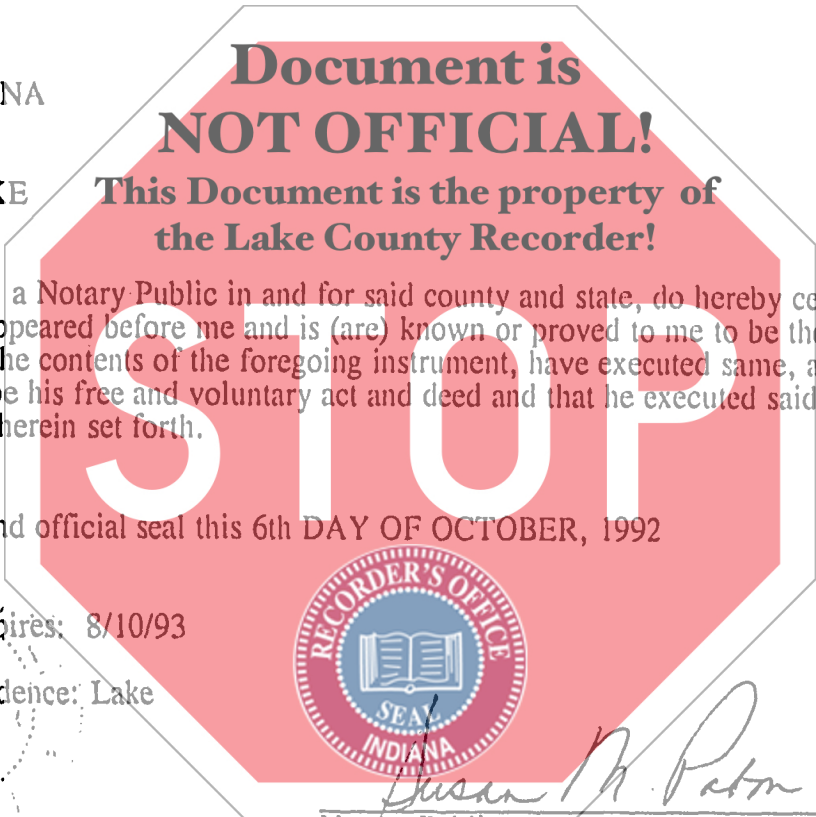 Document is
NA
NOT OFFICIAL!
KE This Document is the property of
the Lake County Recorder!
a Notary Public in and for said county and state, do hereby ce
ppeared before me and is (are) known or proved to me to be the
he contents of the foregoing instrument, have executed same, a
be his free and voluntary act and deed and that he executed said
herein set forth.
STOP
nd official seal this 6th DAY OF OCTOBER, 1992
RECORDER'S OFFICE
pires: 8/10/93
dence: Lake
SEAL
INDIANA
Susan M. Paton